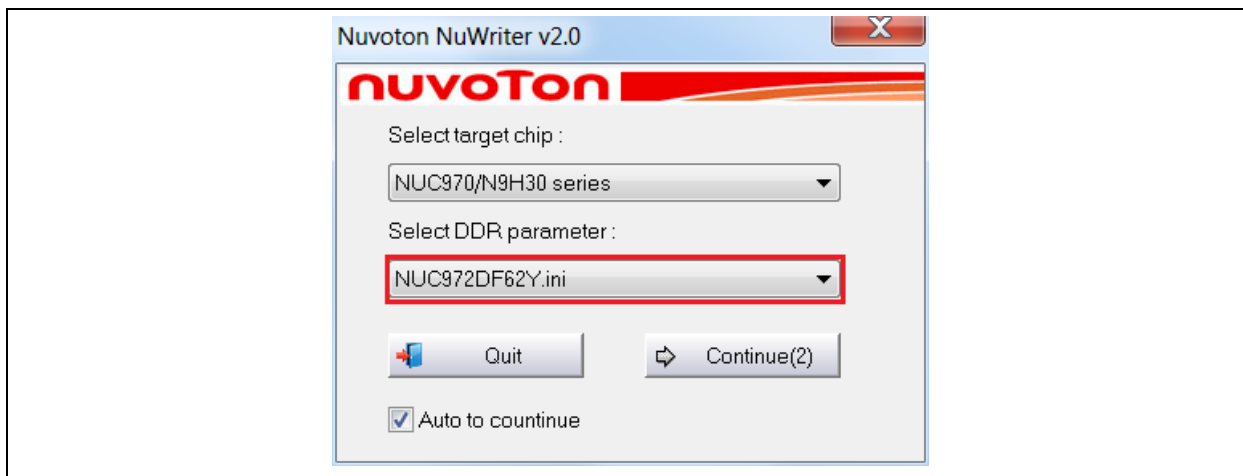 Nuvoton NuWriter v2.0
X
nuvoTon
Select target chip :
NUC970/N9H30 series
Select DDR parameter :
NUC972DF62Y.ini
Quit
Continue(2)
Auto to countinue